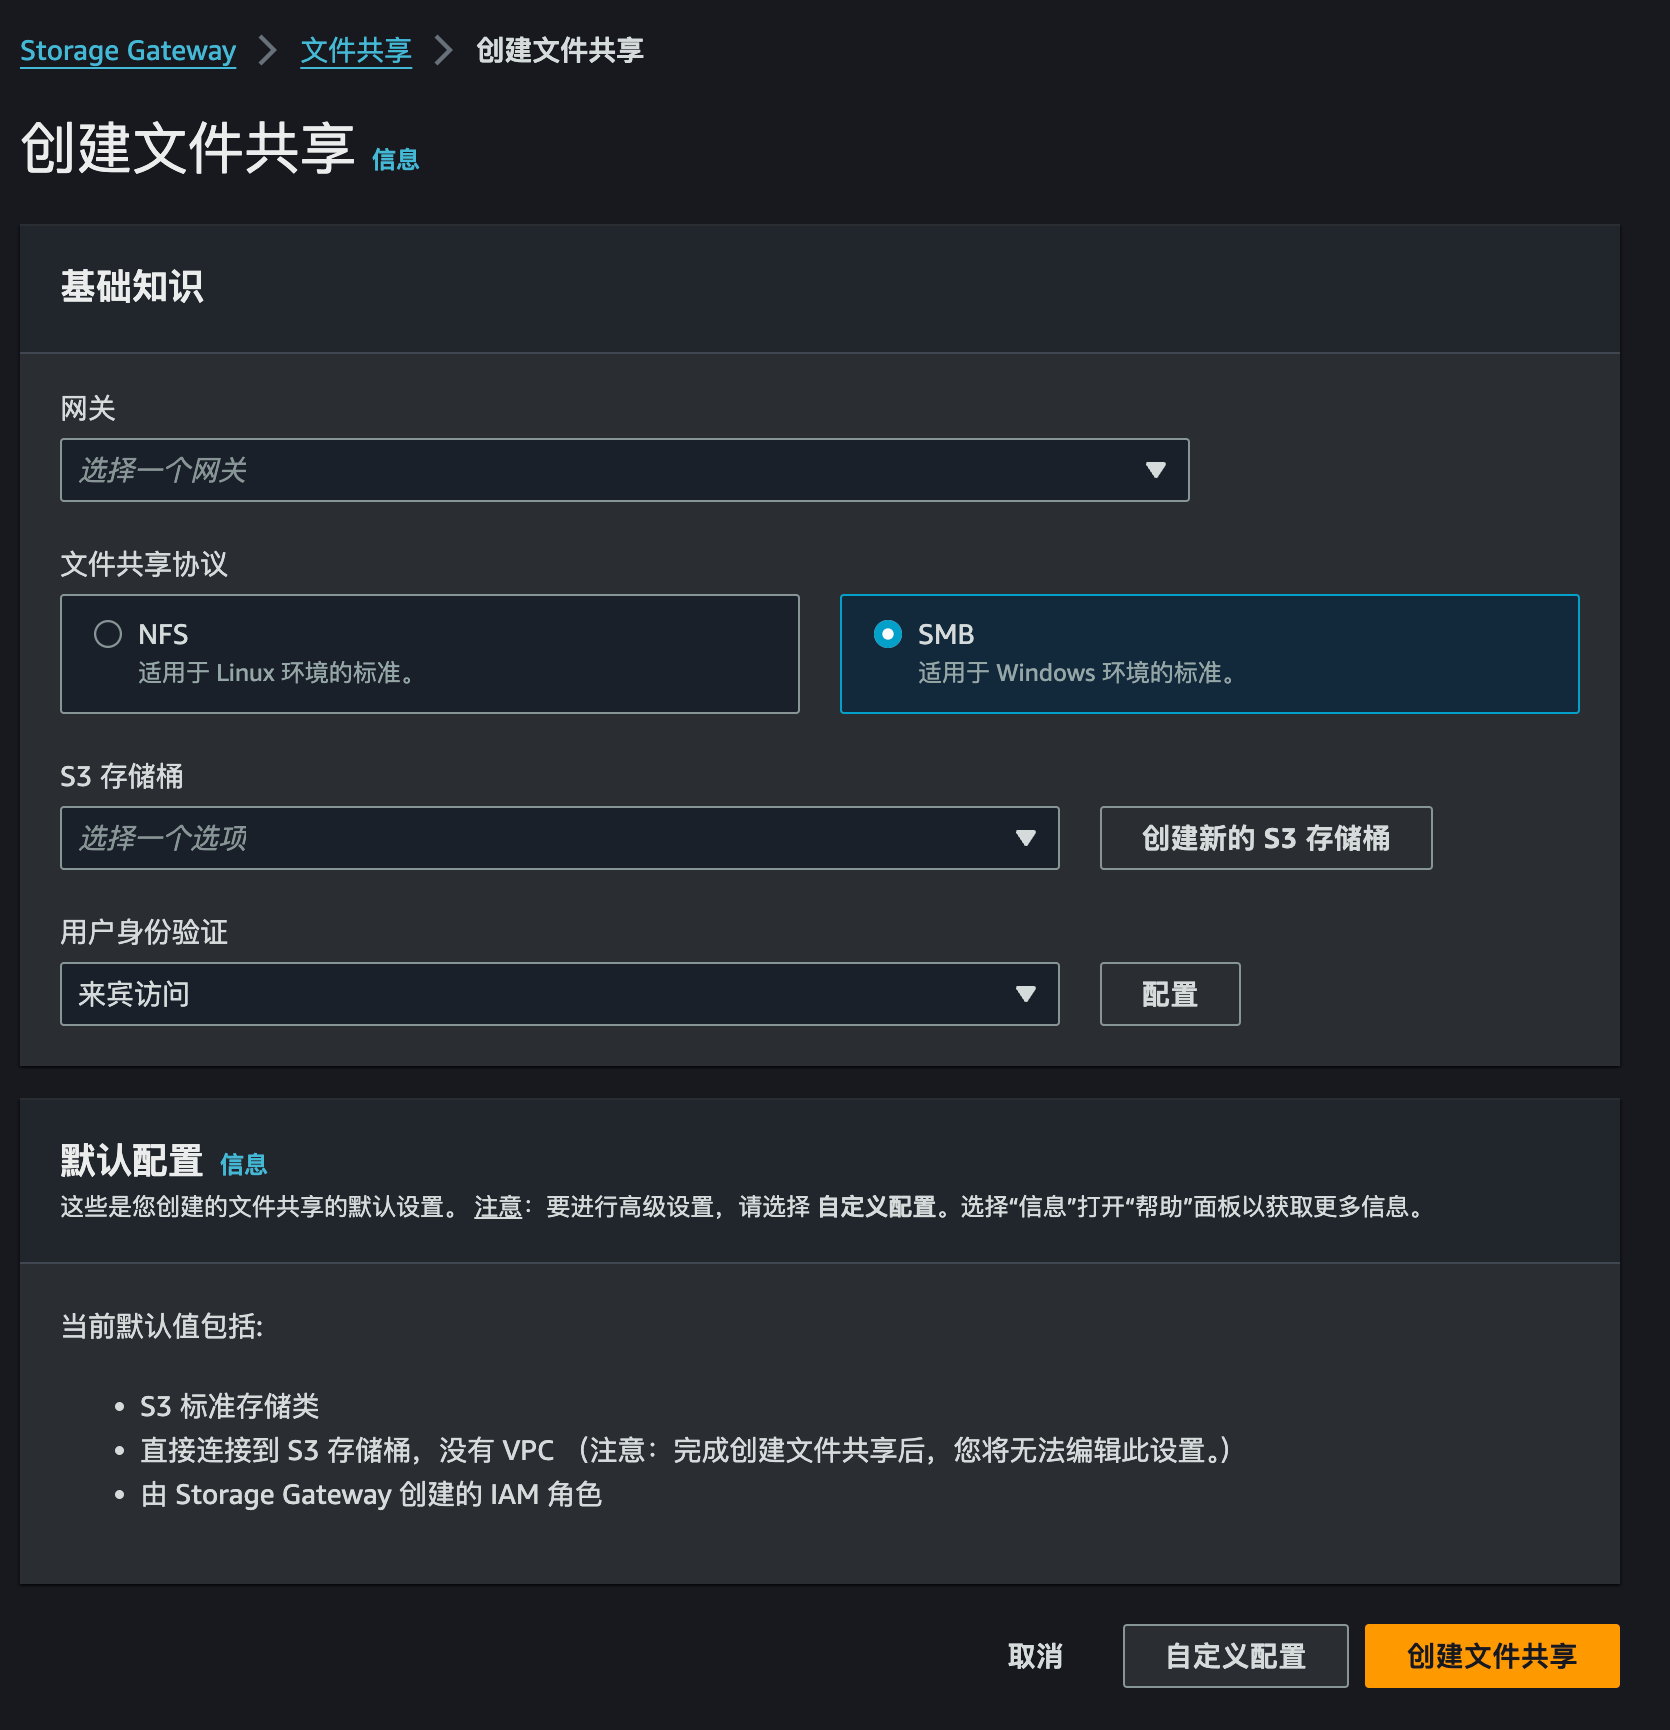 Storage Gateway > 文件共享 > 创建文件共享
创建文件共享 信息
基础知识
网关
选择一个网关
文件共享协议
NFS
适用于 Linux 环境的标准。
SMB
适用于 Windows 环境的标准。
S3 存储桶
选择一个选项
创建新的 S3 存储桶
用户身份验证
来宾访问
配置
默认配置 信息
这些是您创建的文件共享的默认设置。 注意：要进行高级设置，请选择 自定义配置。选择“信息”打开“帮助”面板以获取更多信息。
当前默认值包括:
• S3 标准存储类
• 直接连接到 S3 存储桶，没有 VPC （注意：完成创建文件共享后，您将无法编辑此设置。）
• 由 Storage Gateway 创建的 IAM 角色
取消
自定义配置
创建文件共享